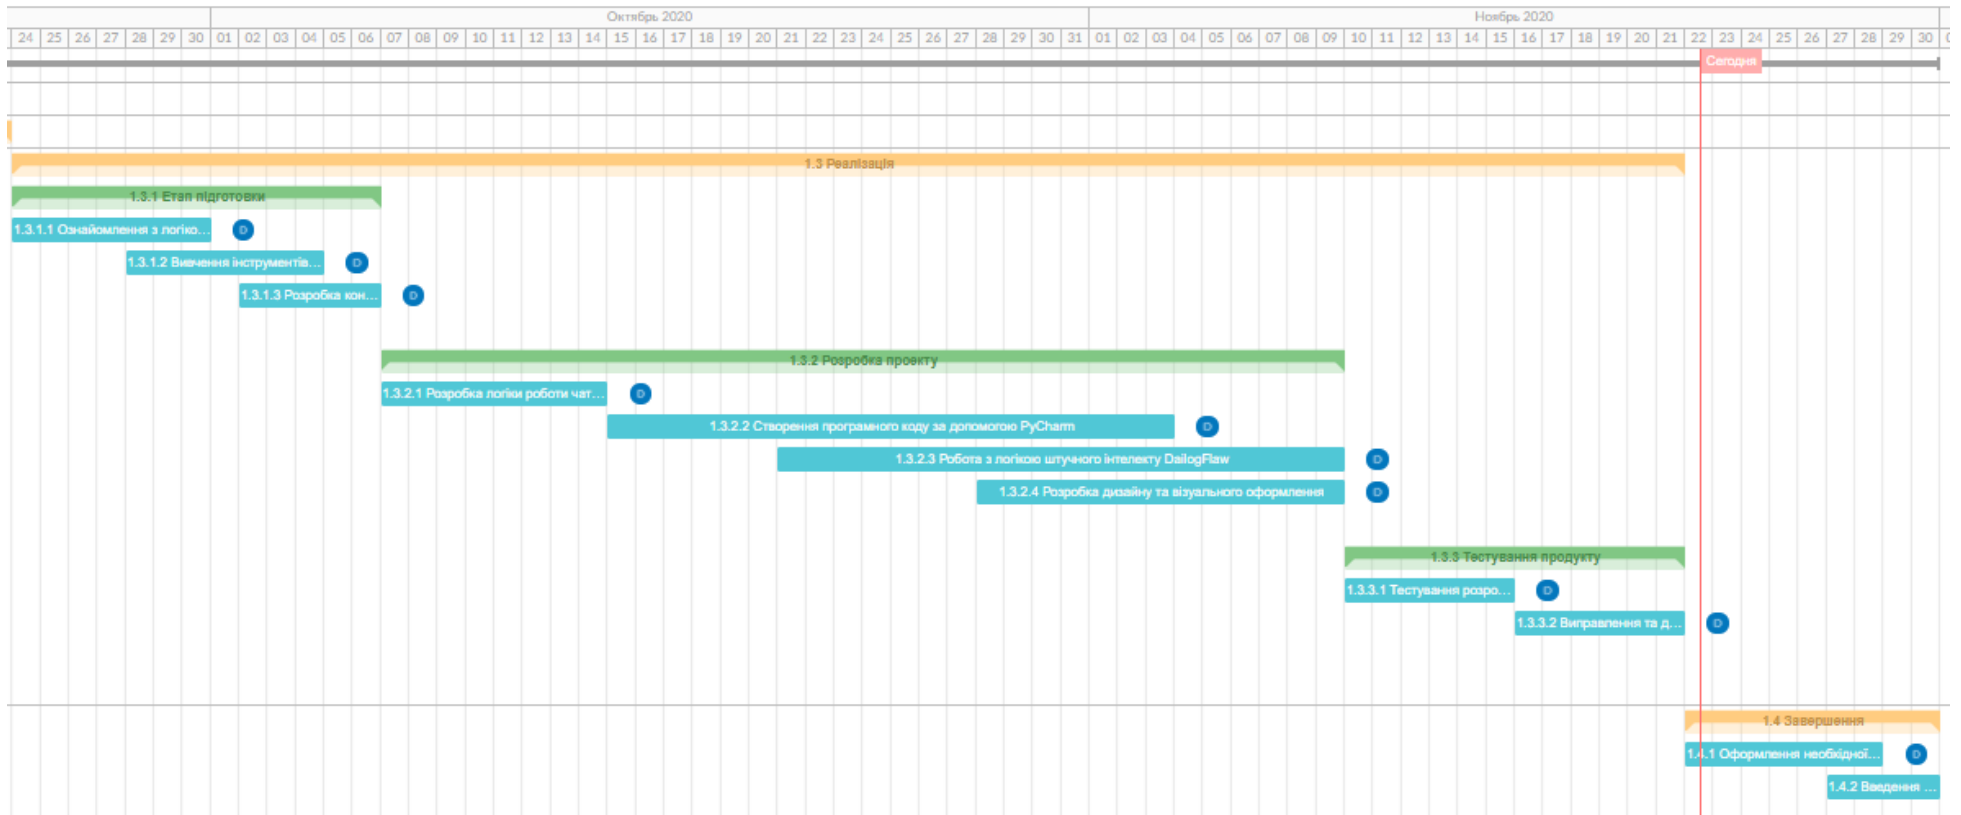 Октябрь 2020 Ноябрь 2020
24 25 26 27 28 29 30 01 02 03 04 05 06 07 08 09 10 11 12 13 14 15 16 17 18 19 20 21 22 23 24 25 26 27 28 29 30 31 01 02 03 04 05 06 07 08 09 10 11 12 13 14 15 16 17 18 19 20 21 22 23 24 25 26 27 28 29 30
Сегодня
1.3 Реалізація
1.3.1 Етап підготовки
1.3.1.1 Ознайомлення з логіко... D
1.3.1.2 Вивчення інструментів... D
1.3.1.3 Розробка кон... D
1.3.2 Розробка проекту
1.3.2.1 Розробка логіки роботи чат... D
1.3.2.2 Створення програмного коду за допомогою PyCharm D
1.3.2.3 Робота з логікою штучного інтелекту DailogFlaw D
1.3.2.4 Розробка дизайну та візуального оформлення D
1.3.3 Тестування продукту
1.3.3.1 Тестування розро... D
1.3.3.2 Виправлення та д... D
1.4 Завершення
1.4.1 Оформлення необхідної... D
1.4.2 Введення ...